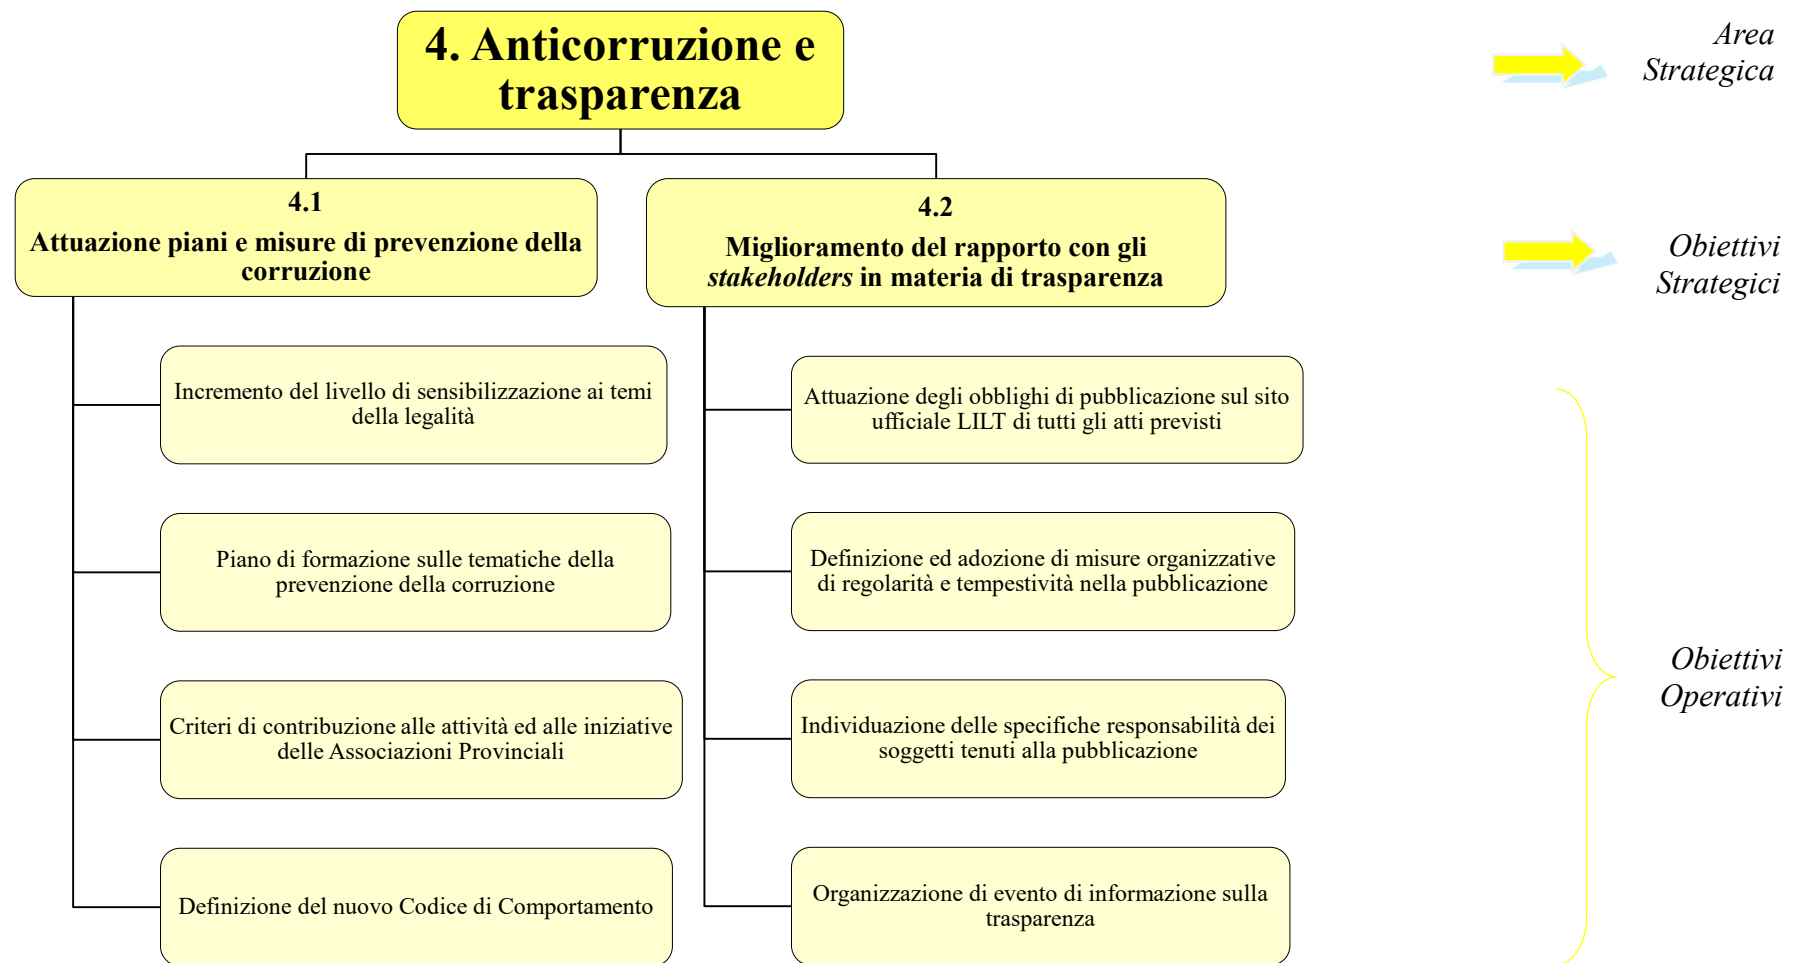 4. Anticorruzione e
trasparenza
Area
Strategica
4.1
Attuazione piani e misure di prevenzione della
corruzione
4.2
Miglioramento del rapporto con gli
stakeholders in materia di trasparenza
Obiettivi
Strategici
Incremento del livello di sensibilizzazione ai temi
della legalità
Piano di formazione sulle tematiche della
prevenzione della corruzione
Criteri di contribuzione alle attività ed alle iniziative
delle Associazioni Provinciali
Definizione del nuovo Codice di Comportamento
Attuazione degli obblighi di pubblicazione sul sito
ufficiale LILT di tutti gli atti previsti
Definizione ed adozione di misure organizzative
di regolarità e tempestività nella pubblicazione
Individuazione delle specifiche responsabilità dei
soggetti tenuti alla pubblicazione
Organizzazione di evento di informazione sulla
trasparenza
Obiettivi
Operativi